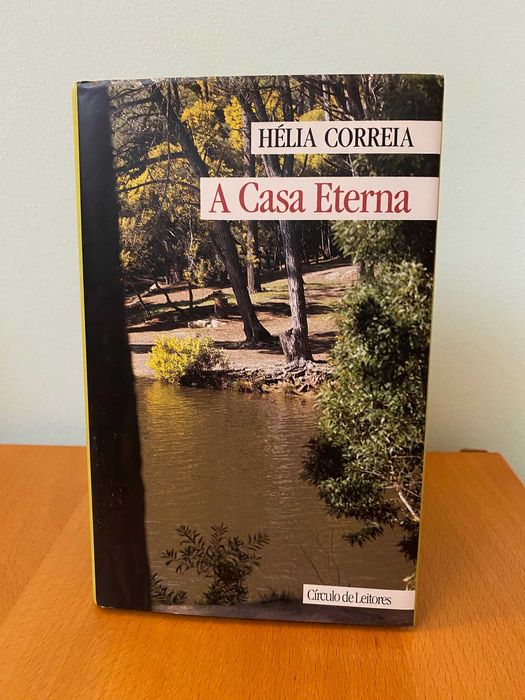 HÉLIA CORREIA
A Casa Eterna
Círculo de Leitores